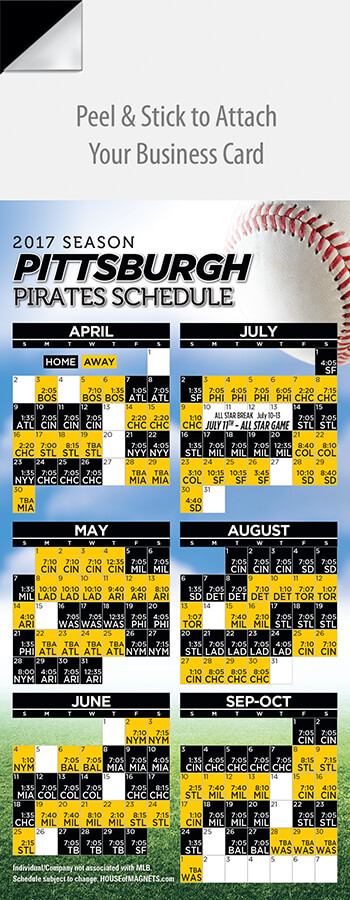 Peel & Stick to Attach
Your Business Card
2017 SEASON
PITTSBURGH
PIRATES SCHEDULE
APRIL
S M T W T F S
HOME AWAY
1
2 3 4 5 6 7 8
2:05 7:10 1:35 7:05
BOS BOS BOS ATL ATL
9 10 11 12 13 14 15
1:35 1:35 7:05 7:05 2:20 2:20
ATL CIN CIN CIN CHC CHC
16 17 18 19 20 21 22
2:20 7:00 8:15 TBA 7:05 7:05
CHC STL STL STL NYY NYY
23 24 25 26 27 28 29
1:35 7:05 7:05 7:05 TBA TBA
NYY CHC CHC CHC MIA MIA
30
TBA
MIA
MAY
S M T W T F S
1 2 3 4 5 6
7:10 7:10 7:10 7:05 7:05
CIN CIN CIN CIN MIL MIL
7 8 9 10 11 12 13
1:35 10:10 10:10 10:10 9:40 9:40 8:10
MIL LAD LAD LAD ARI ARI ARI
14 15 16 17 18 19 20
4:10 7:05 7:05 12:35 7:05 4:05
ARI WAS WAS WAS PHI PHI
21 22 23 24 25 26 27
1:35 TBA TBA TBA TBA 7:05 7:15
PHI ATL ATL ATL ATL NYM NYM
28 29 30 31
8:00 4:05 7:05 12:35
NYM ARI ARI ARI
JUNE
S M T W T F S
1 2 3
7:10 7:15
NYM NYM
4 5 6 7 8 9 10
1:10 7:05 7:05 7:05 7:05 4:05
NYM BAL BAL MIA MIA MIA
11 12 13 14 15 16 17
1:35 7:05 7:05 7:05 7:05 8:15
MIA COL COL COL CHC CHC
18 19 20 21 22 23 24
1:35 7:40 7:40 8:10 2:10 8:15 7:15
CHC MIL MIL MIL MIL STL STL
25 26 27 28 29 30
2:15 7:05 7:05 7:05 7:05
STL TB TB TB SF
JULY
S M T W T F S
1
4:05
SF
2 3 4 5 6 7 8
1:35 7:05 4:05 6:05 7:05 2:20 7:15
SF PHI PHI PHI PHI CHC CHC
9 10 11 12 13 14 15
1:10 7:05 7:05
CHC STL STL
ALL STAR BREAK July 10-13
JULY 11TH - ALL STAR GAME
16 17 18 19 20 21 22
1:35 7:05 7:05 7:05 7:05 8:10 8:10
STL MIL MIL MIL MIL COL COL
23 24 25 26 27 28 29
3:10 10:15 10:15 3:45 10:10 8:40
COL SF SF SF SD SD
30 31
4:40
SD
AUGUST
S M T W T F S
1 2 3 4 5
7:05 7:05 7:05 7:05 7:05
CIN CIN CIN SD SD
6 7 8 9 10 11 12
1:35 7:05 7:05 7:10 1:10 7:07 1:07
SD DET DET DET DET TOR TOR
13 14 15 16 17 18 19
1:07 7:40 2:10 7:05 7:05 4:05
TOR MIL MIL STL STL STL
20 21 22 23 24 25 26
7:05 7:05 7:05 7:05 7:05 7:10
STL LAD LAD LAD LAD CIN CIN
27 28 29 30 31
1:10 8:05 8:05 8:05
CIN CHC CHC CHC
SEP-OCT
S M T W T F S
1 2
7:05 7:05
CIN CIN
3 4 5 6 7 8 9
1:35 4:05 7:05 7:05 7:05 8:15 7:15
CIN CHC CHC CHC CHC STL STL
10 11 12 13 14 15 16
2:15 7:40 7:40 7:10 7:10
STL MIL MIL MIL CIN CIN
17 18 19 20 21 22 23
1:10 7:05 7:05 7:05 7:05 7:05
CIN MIL MIL MIL STL STL
24 25 26 27 28 29 30
1:35 7:05 7:05 TBA TBA TBA
STL BAL BAL WAS WAS WAS
1 2 3 4 5 6 7
TBA
WAS
Individual/Company not associated with MLB.
Schedule subject to change. HOUSEofMAGNETS.com